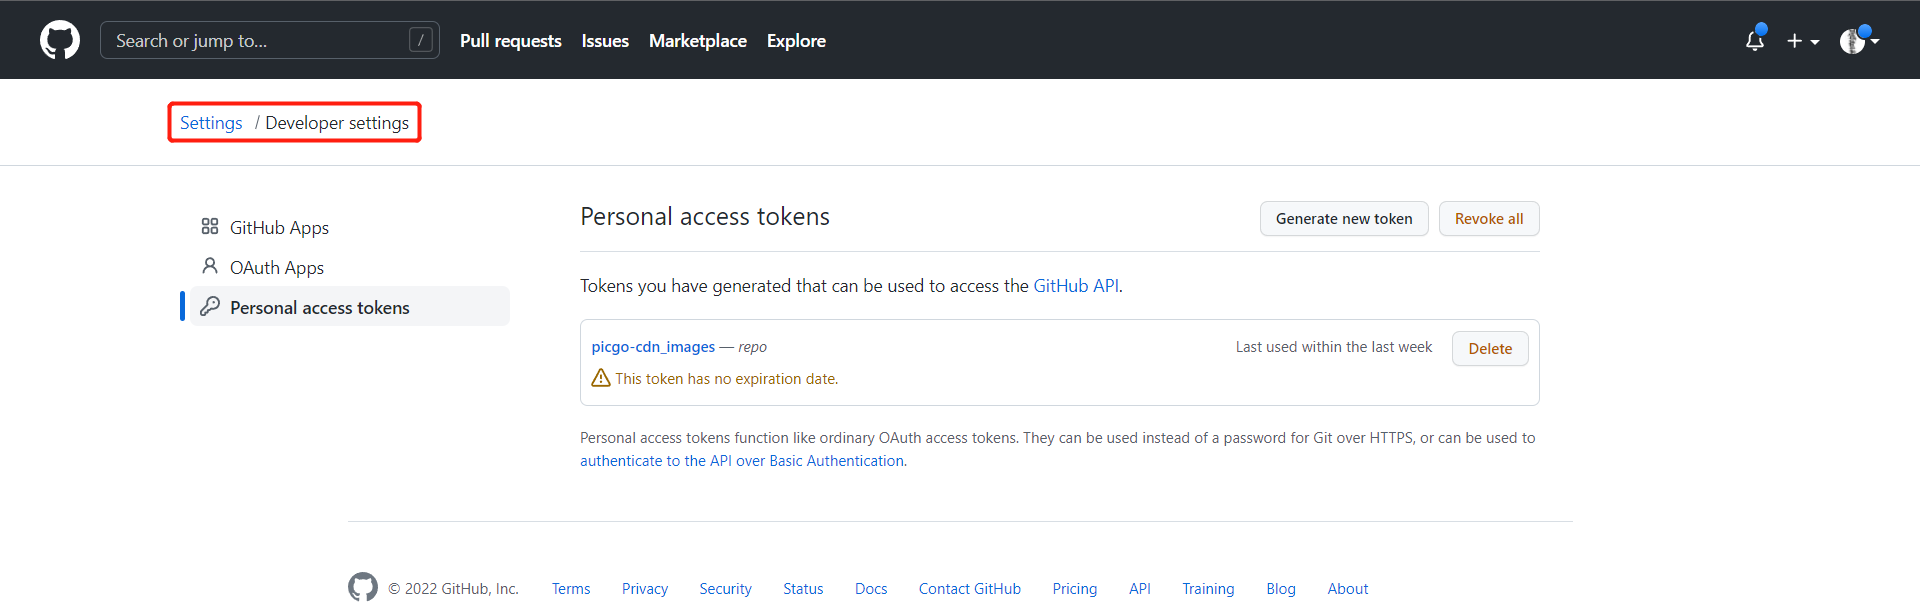 Search or jump to... / Pull requests Issues Marketplace Explore
Settings / Developer settings
Personal access tokens Generate new token Revoke all
GitHub Apps
OAuth Apps
Personal access tokens
Tokens you have generated that can be used to access the GitHub API.
picgo-cdn_images — repo Last used within the last week Delete
This token has no expiration date.
Personal access tokens function like ordinary OAuth access tokens. They can be used instead of a password for Git over HTTPS, or can be used to
authenticate to the API over Basic Authentication.
© 2022 GitHub, Inc. Terms Privacy Security Status Docs Contact GitHub Pricing API Training Blog About